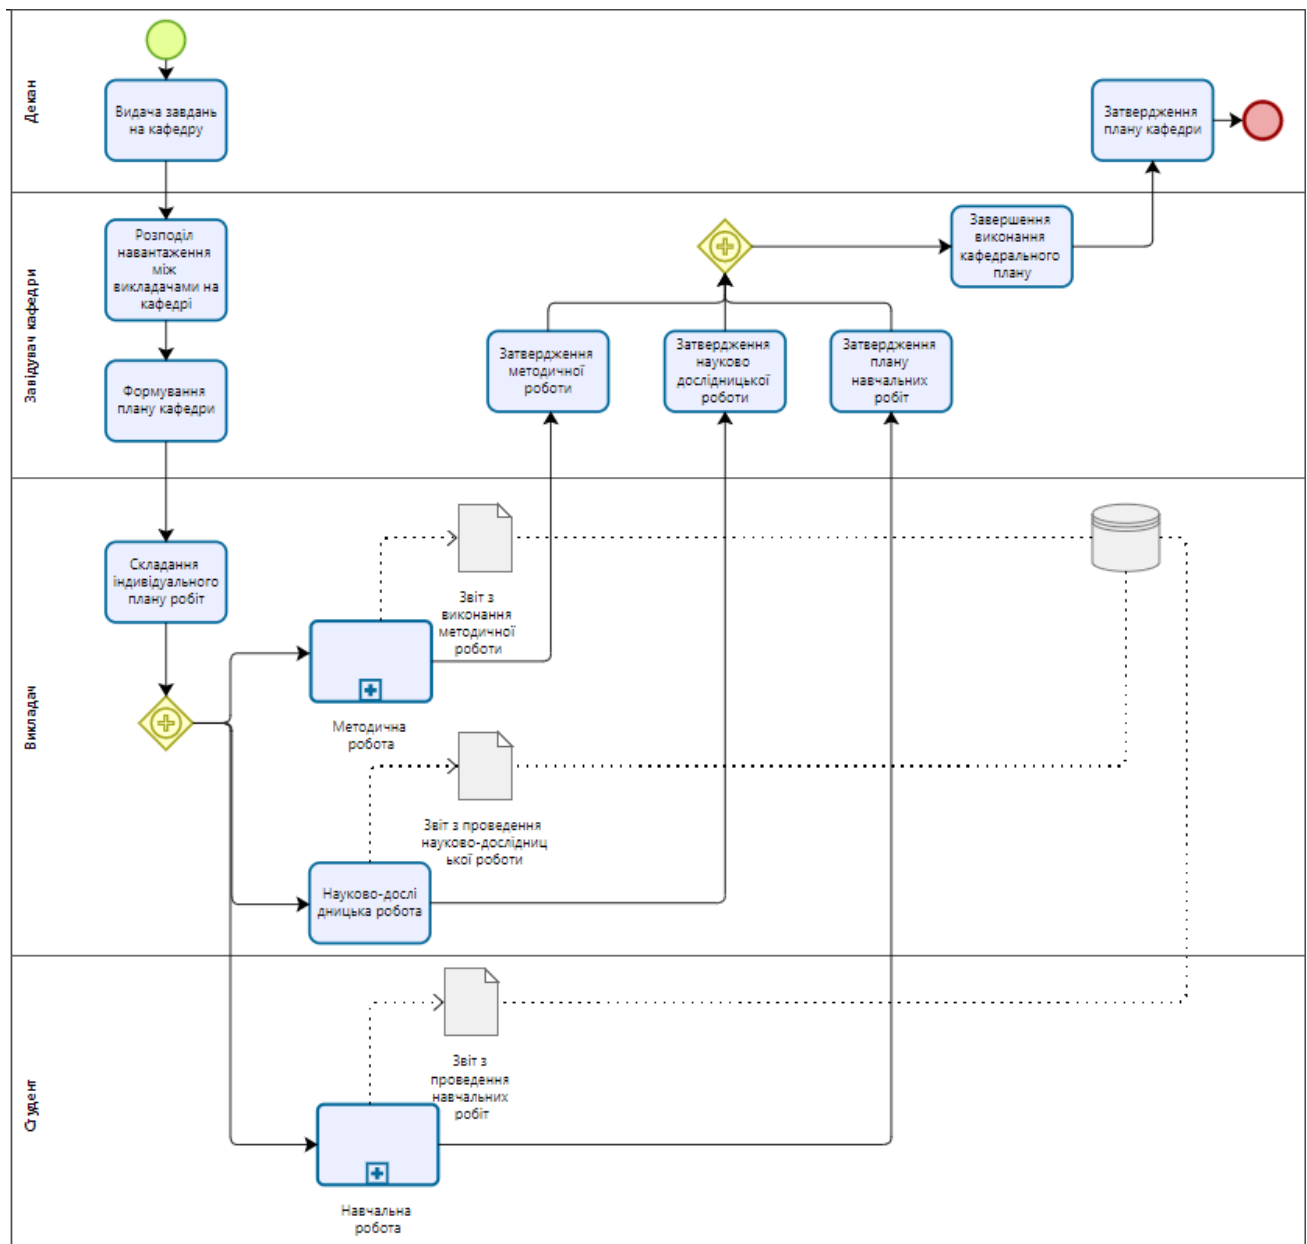 Декан
Видача завдань
на кафедру
Затвердження
плану кафедри
Завідувач кафедри
Розподіл
навантаження
між
викладачами на
кафедрі
Завершення
виконання
кафедрального
плану
Формування
плану кафедри
Затвердження
методичної
роботи
Затвердження
науково
дослідницької
роботи
Затвердження
плану
навчальних
робіт
Викладач
Складання
індивідуального
плану робіт
Звіт з
виконання
методичної
роботи
Методична
робота
Звіт з проведення
науково-дослідниц
ької роботи
Науково-дослі
дницька робота
Студент
Звіт з
проведення
навчальних
робіт
Навчальна
робота